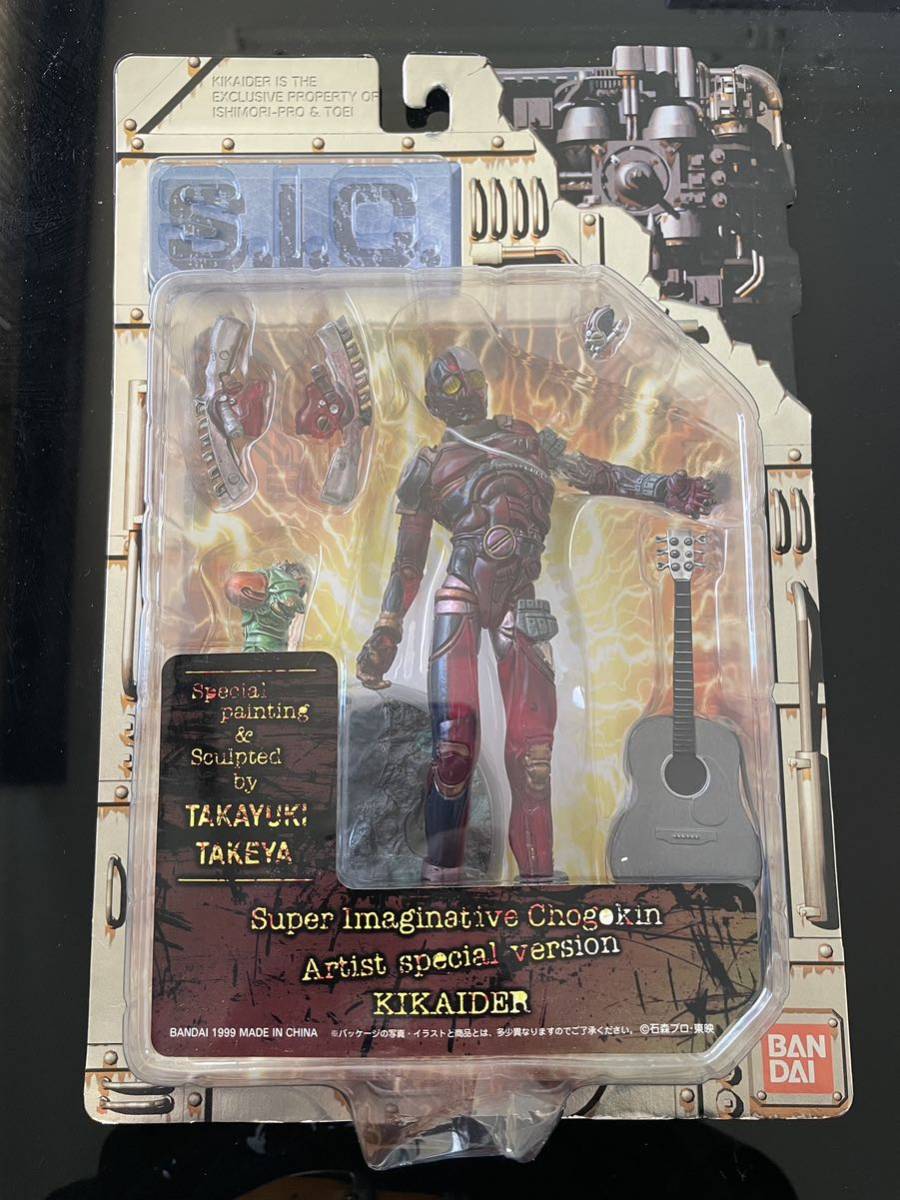 KIKAIDER IS THE
EXCLUSIVE PROPERTY OF
ISHIMORI-PRO & TOEI
S.I.C.
Special
painting
&
Sculpted
by
TAKAYUKI
TAKEYA
Super Imaginative Chogokin
Artist special version
KIKAIDER
BANDAI 1999 MADE IN CHINA ※パッケージの写真・イラストと商品とは、多少異なりますのでご了承ください。 ©石森プロ・東映
BAN
DAI